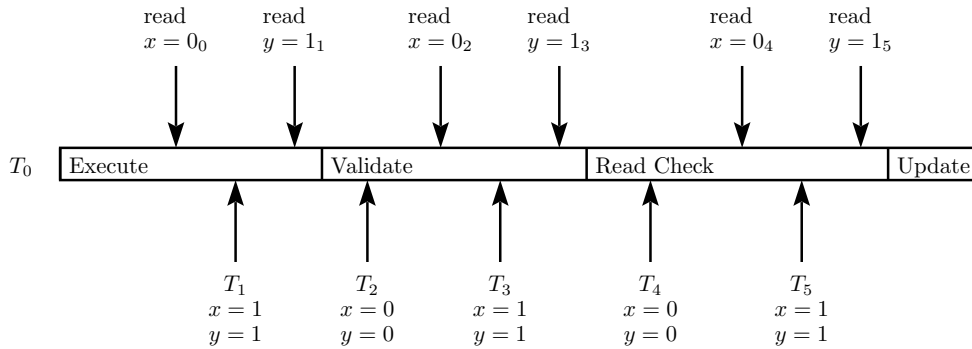 read read read read read read
x = 0₀ y = 1₁ x = 0₂ y = 1₃ x = 0₄ y = 1₅
T₀ Execute Validate Read Check Update
T₁ T₂ T₃ T₄ T₅
x = 1 x = 0 x = 1 x = 0 x = 1
y = 1 y = 0 y = 1 y = 0 y = 1